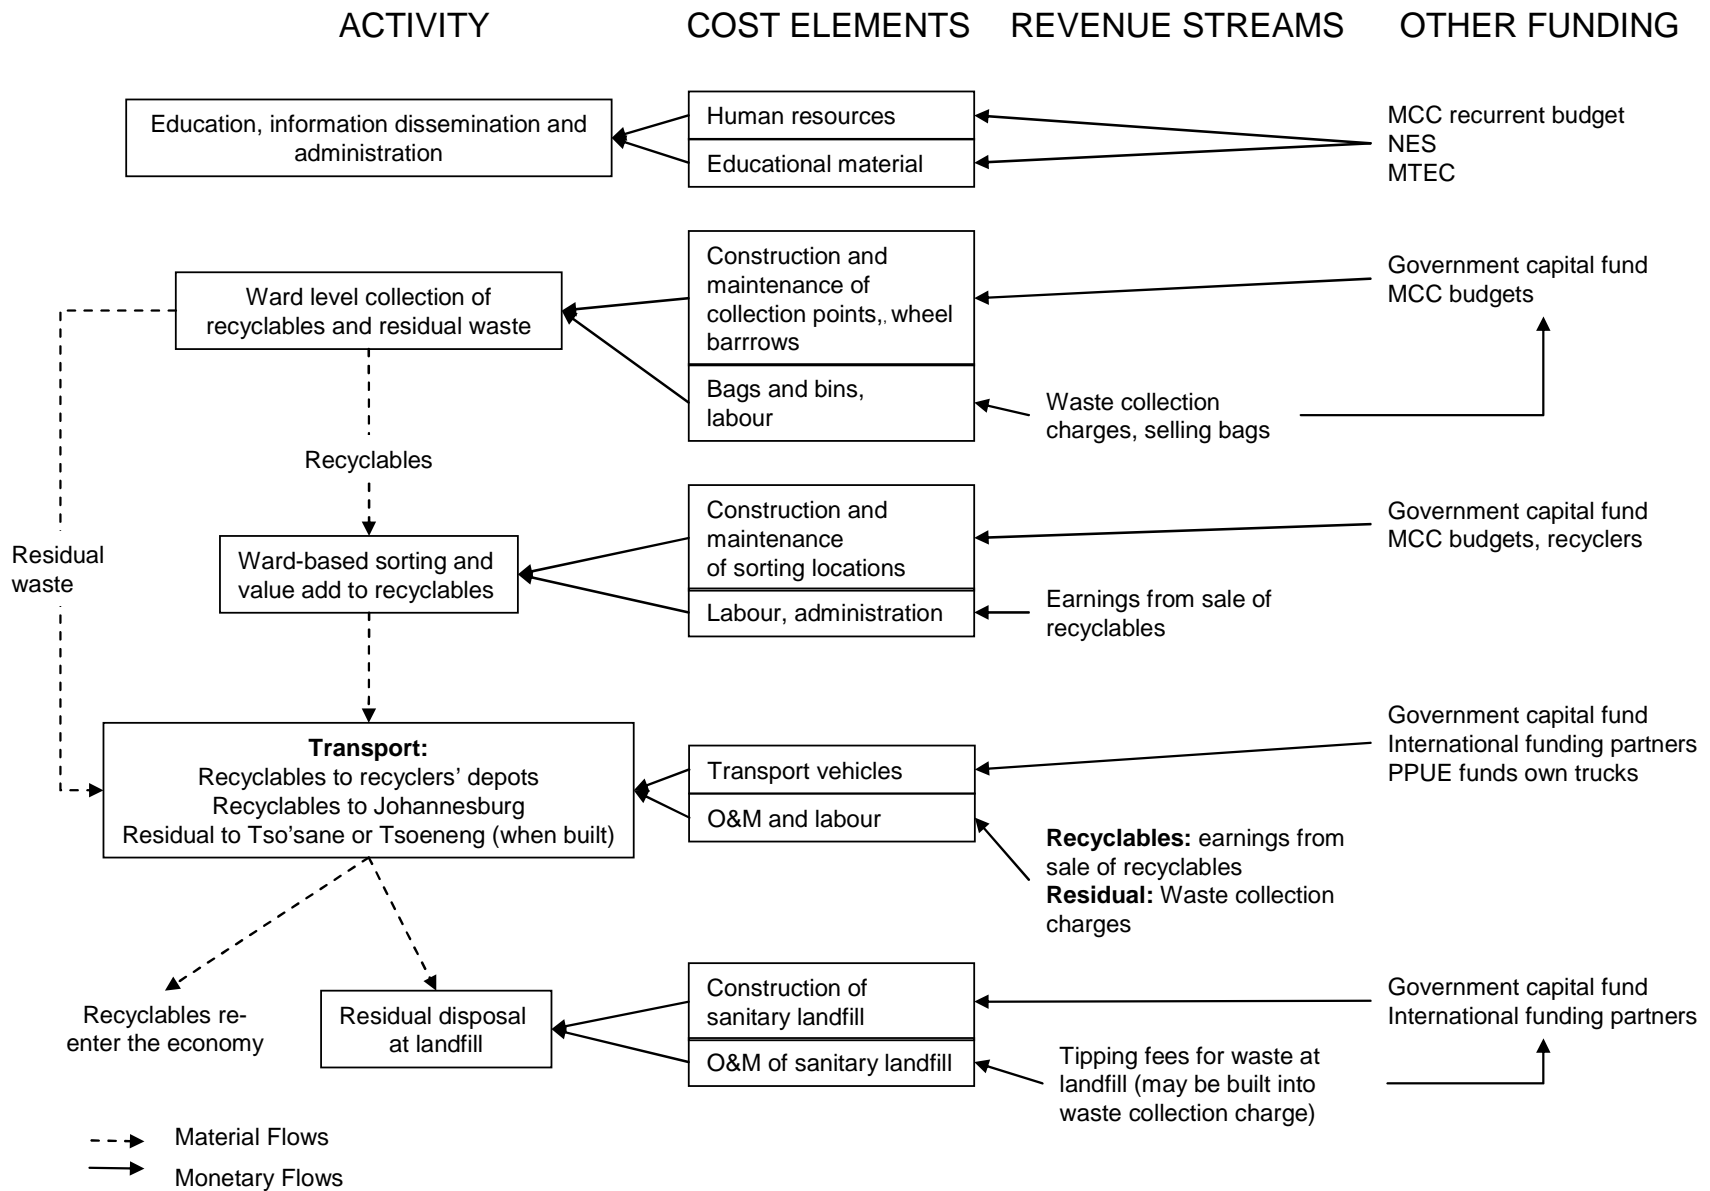 ACTIVITY
COST ELEMENTS
REVENUE STREAMS
OTHER FUNDING
Education, information dissemination and
administration
Human resources
Educational material
MCC recurrent budget
NES
MTEC
Ward level collection of
recyclables and residual waste
Construction and
maintenance of
collection points,, wheel
barrrows
Bags and bins,
labour
Waste collection
charges, selling bags
Government capital fund
MCC budgets
Recyclables
Residual
waste
Ward-based sorting and
value add to recyclables
Construction and
maintenance
of sorting locations
Labour, administration
Earnings from sale of
recyclables
Government capital fund
MCC budgets, recyclers
Transport:
Recyclables to recyclers’ depots
Recyclables to Johannesburg
Residual to Tso’sane or Tsoeneng (when built)
Transport vehicles
O&M and labour
Recyclables: earnings from
sale of recyclables
Residual: Waste collection
charges
Government capital fund
International funding partners
PPUE funds own trucks
Recyclables re-
enter the economy
Residual disposal
at landfill
Construction of
sanitary landfill
O&M of sanitary landfill
Tipping fees for waste at
landfill (may be built into
waste collection charge)
Government capital fund
International funding partners
Material Flows
Monetary Flows